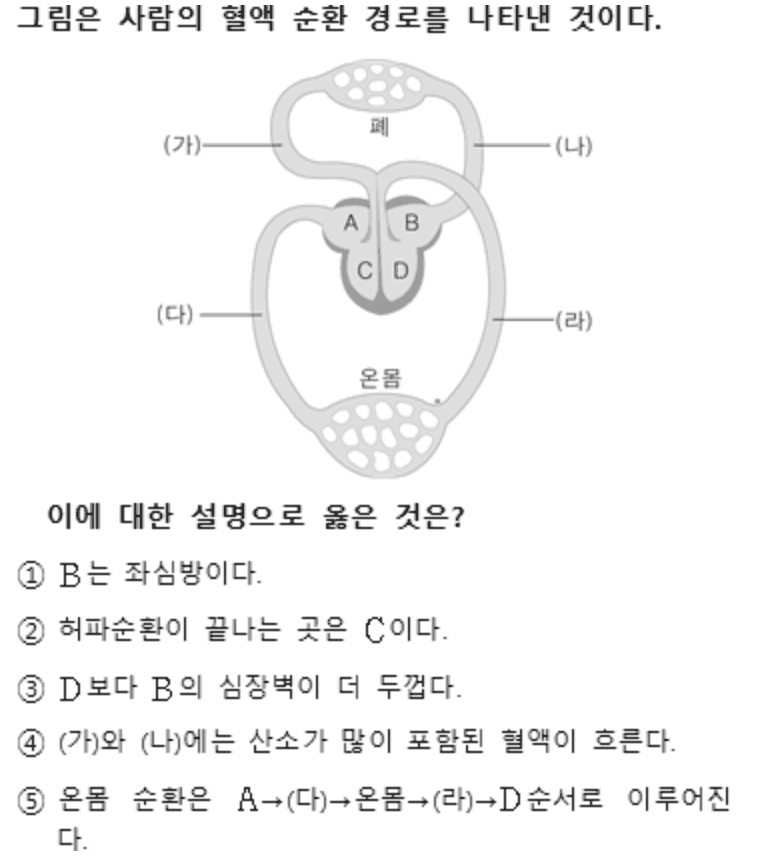 그림은 사람의 혈액 순환 경로를 나타낸 것이다.
폐
(가)
(나)
A
B
C
D
(다)
(라)
온몸
이에 대한 설명으로 옳은 것은?
① B는 좌심방이다.
② 허파순환이 끝나는 곳은 C이다.
③ D보다 B의 심장벽이 더 두껍다.
④ (가)와 (나)에는 산소가 많이 포함된 혈액이 흐른다.
⑤ 온몸 순환은 A→(다)→온몸→(라)→D순서로 이루어진
다.